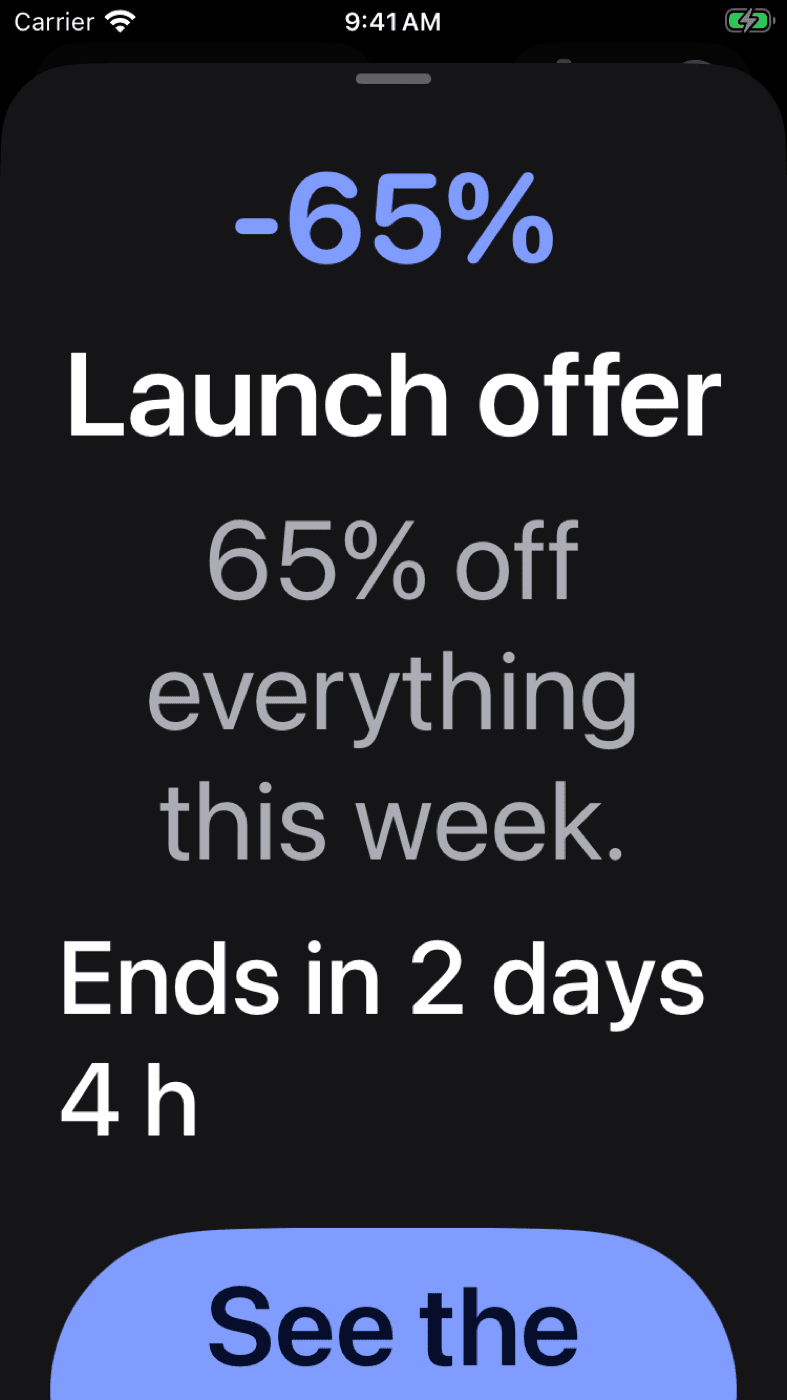 Carrier 9:41 AM
-65%
Launch offer
65% off
everything
this week.
Ends in 2 days
4 h
See the